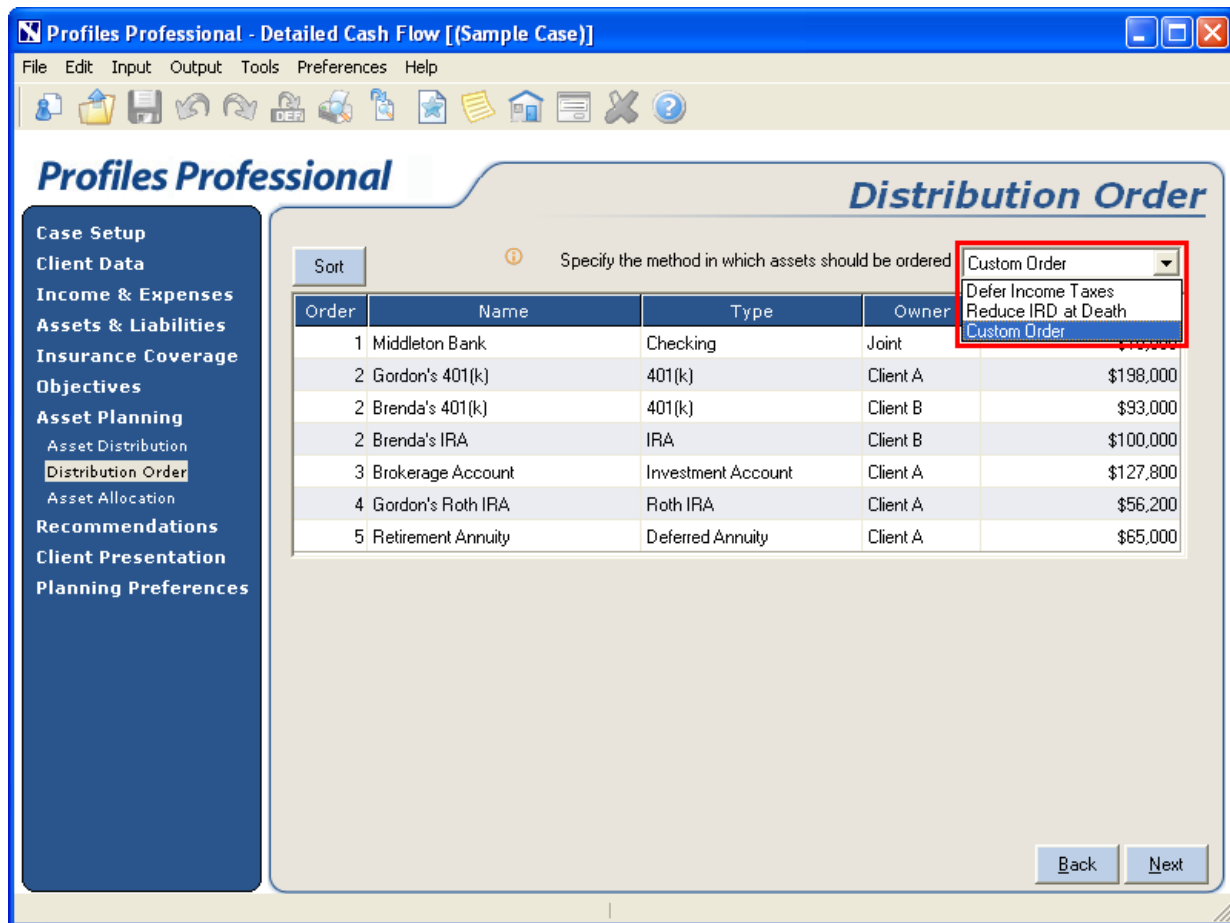 Profiles Professional - Detailed Cash Flow [(Sample Case)]
File Edit Input Output Tools Preferences Help
DEF
Profiles Professional
Distribution Order
Case Setup
Client Data
Income & Expenses
Assets & Liabilities
Insurance Coverage
Objectives
Asset Planning
Asset Distribution
Distribution Order
Asset Allocation
Recommendations
Client Presentation
Planning Preferences
Sort
Specify the method in which assets should be ordered
Custom Order
Defer Income Taxes
Reduce IRD at Death
Custom Order
Order Name Type Owner
1 Middleton Bank Checking Joint
2 Gordon's 401(k) 401(k) Client A $198,000
2 Brenda's 401(k) 401(k) Client B $93,000
2 Brenda's IRA IRA Client B $100,000
3 Brokerage Account Investment Account Client A $127,800
4 Gordon's Roth IRA Roth IRA Client A $56,200
5 Retirement Annuity Deferred Annuity Client A $65,000
Back Next